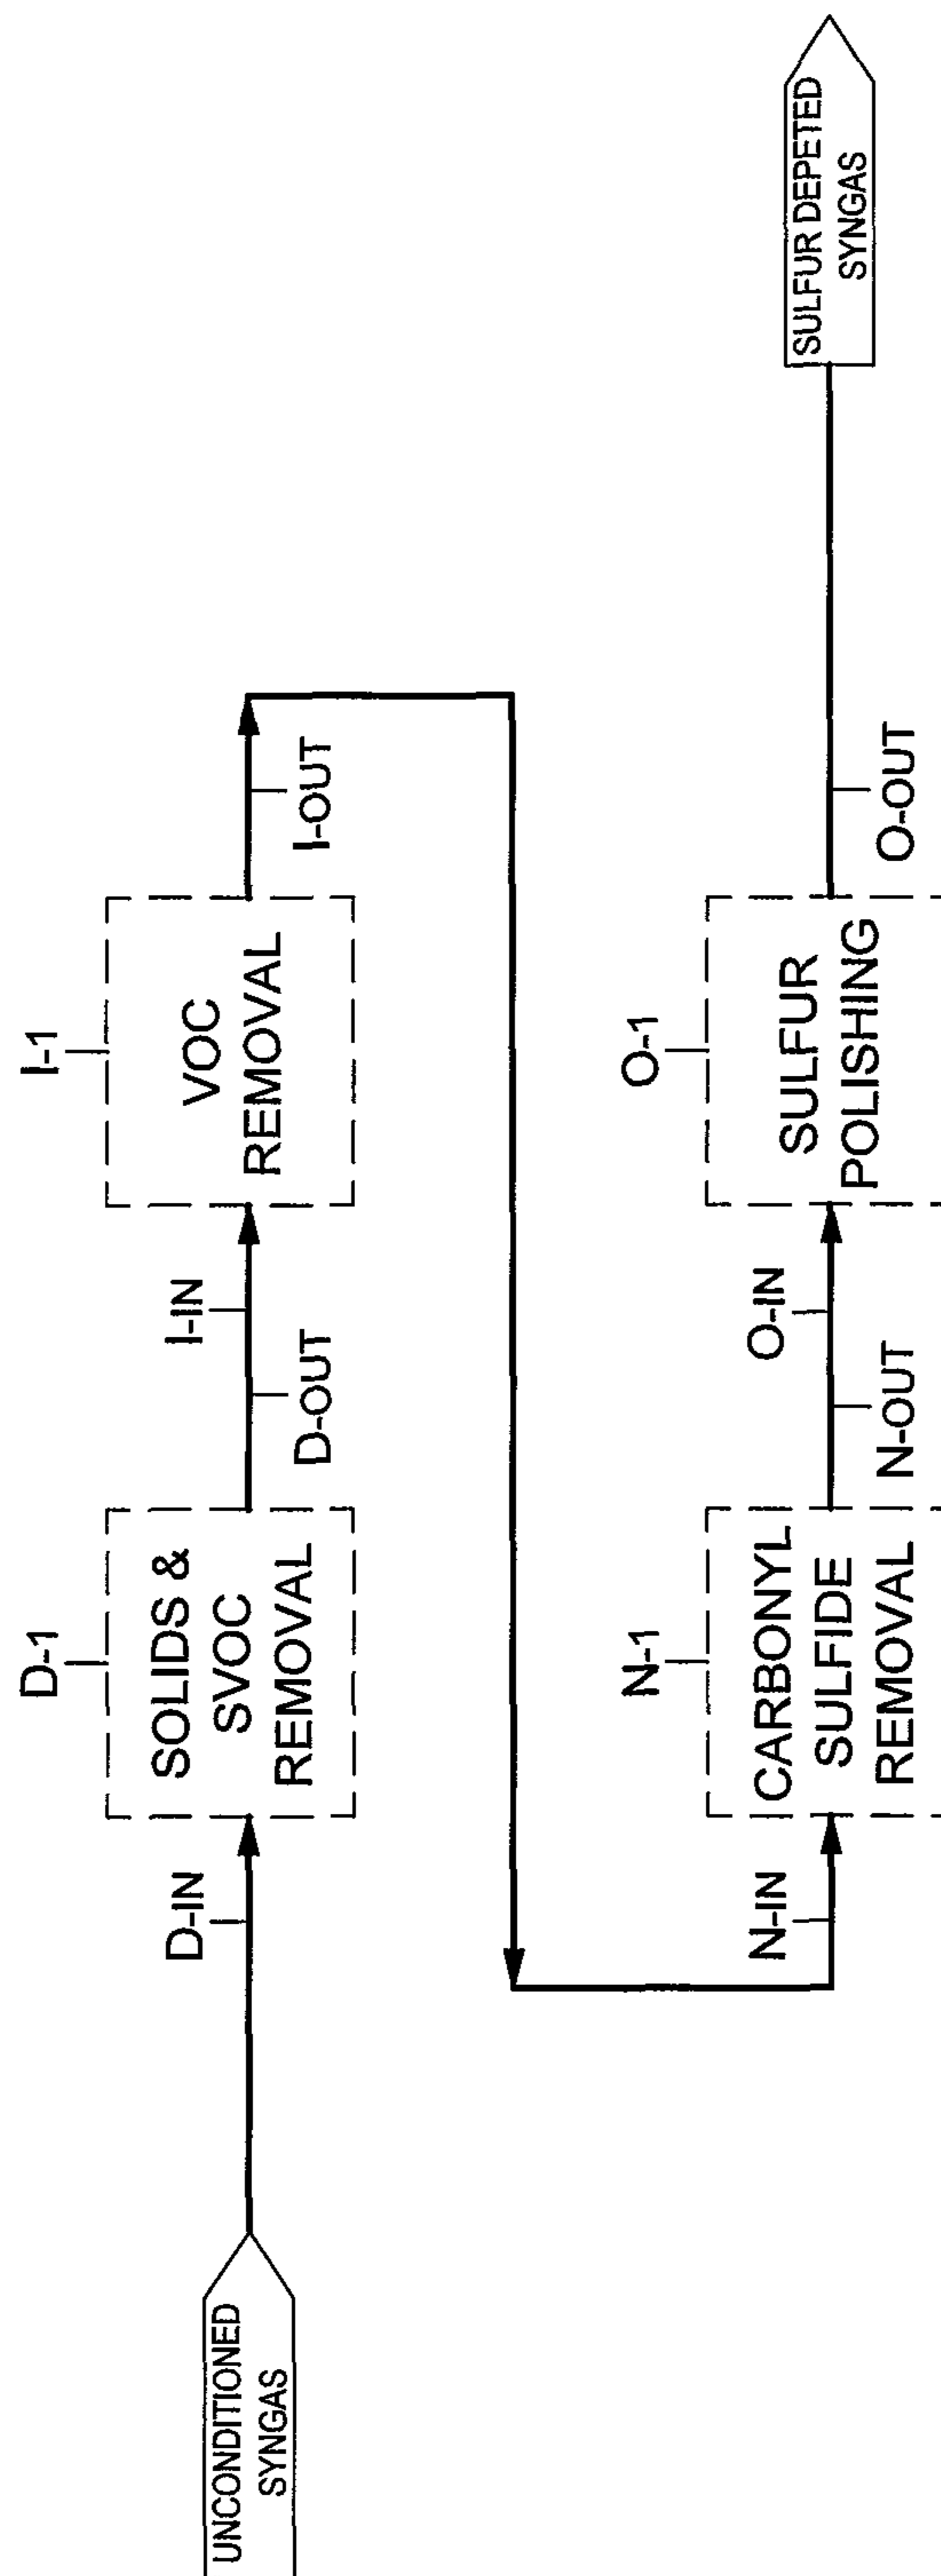 UNCONDITIONED
SYNGAS
D-IN
D-1
SOLIDS &
SVOC
REMOVAL
D-OUT
I-IN
I-1
VOC
REMOVAL
I-OUT
N-IN
N-1
CARBONYL
SULFIDE
REMOVAL
N-OUT
O-IN
O-1
SULFUR
POLISHING
O-OUT
SULFUR DEPETED
SYNGAS